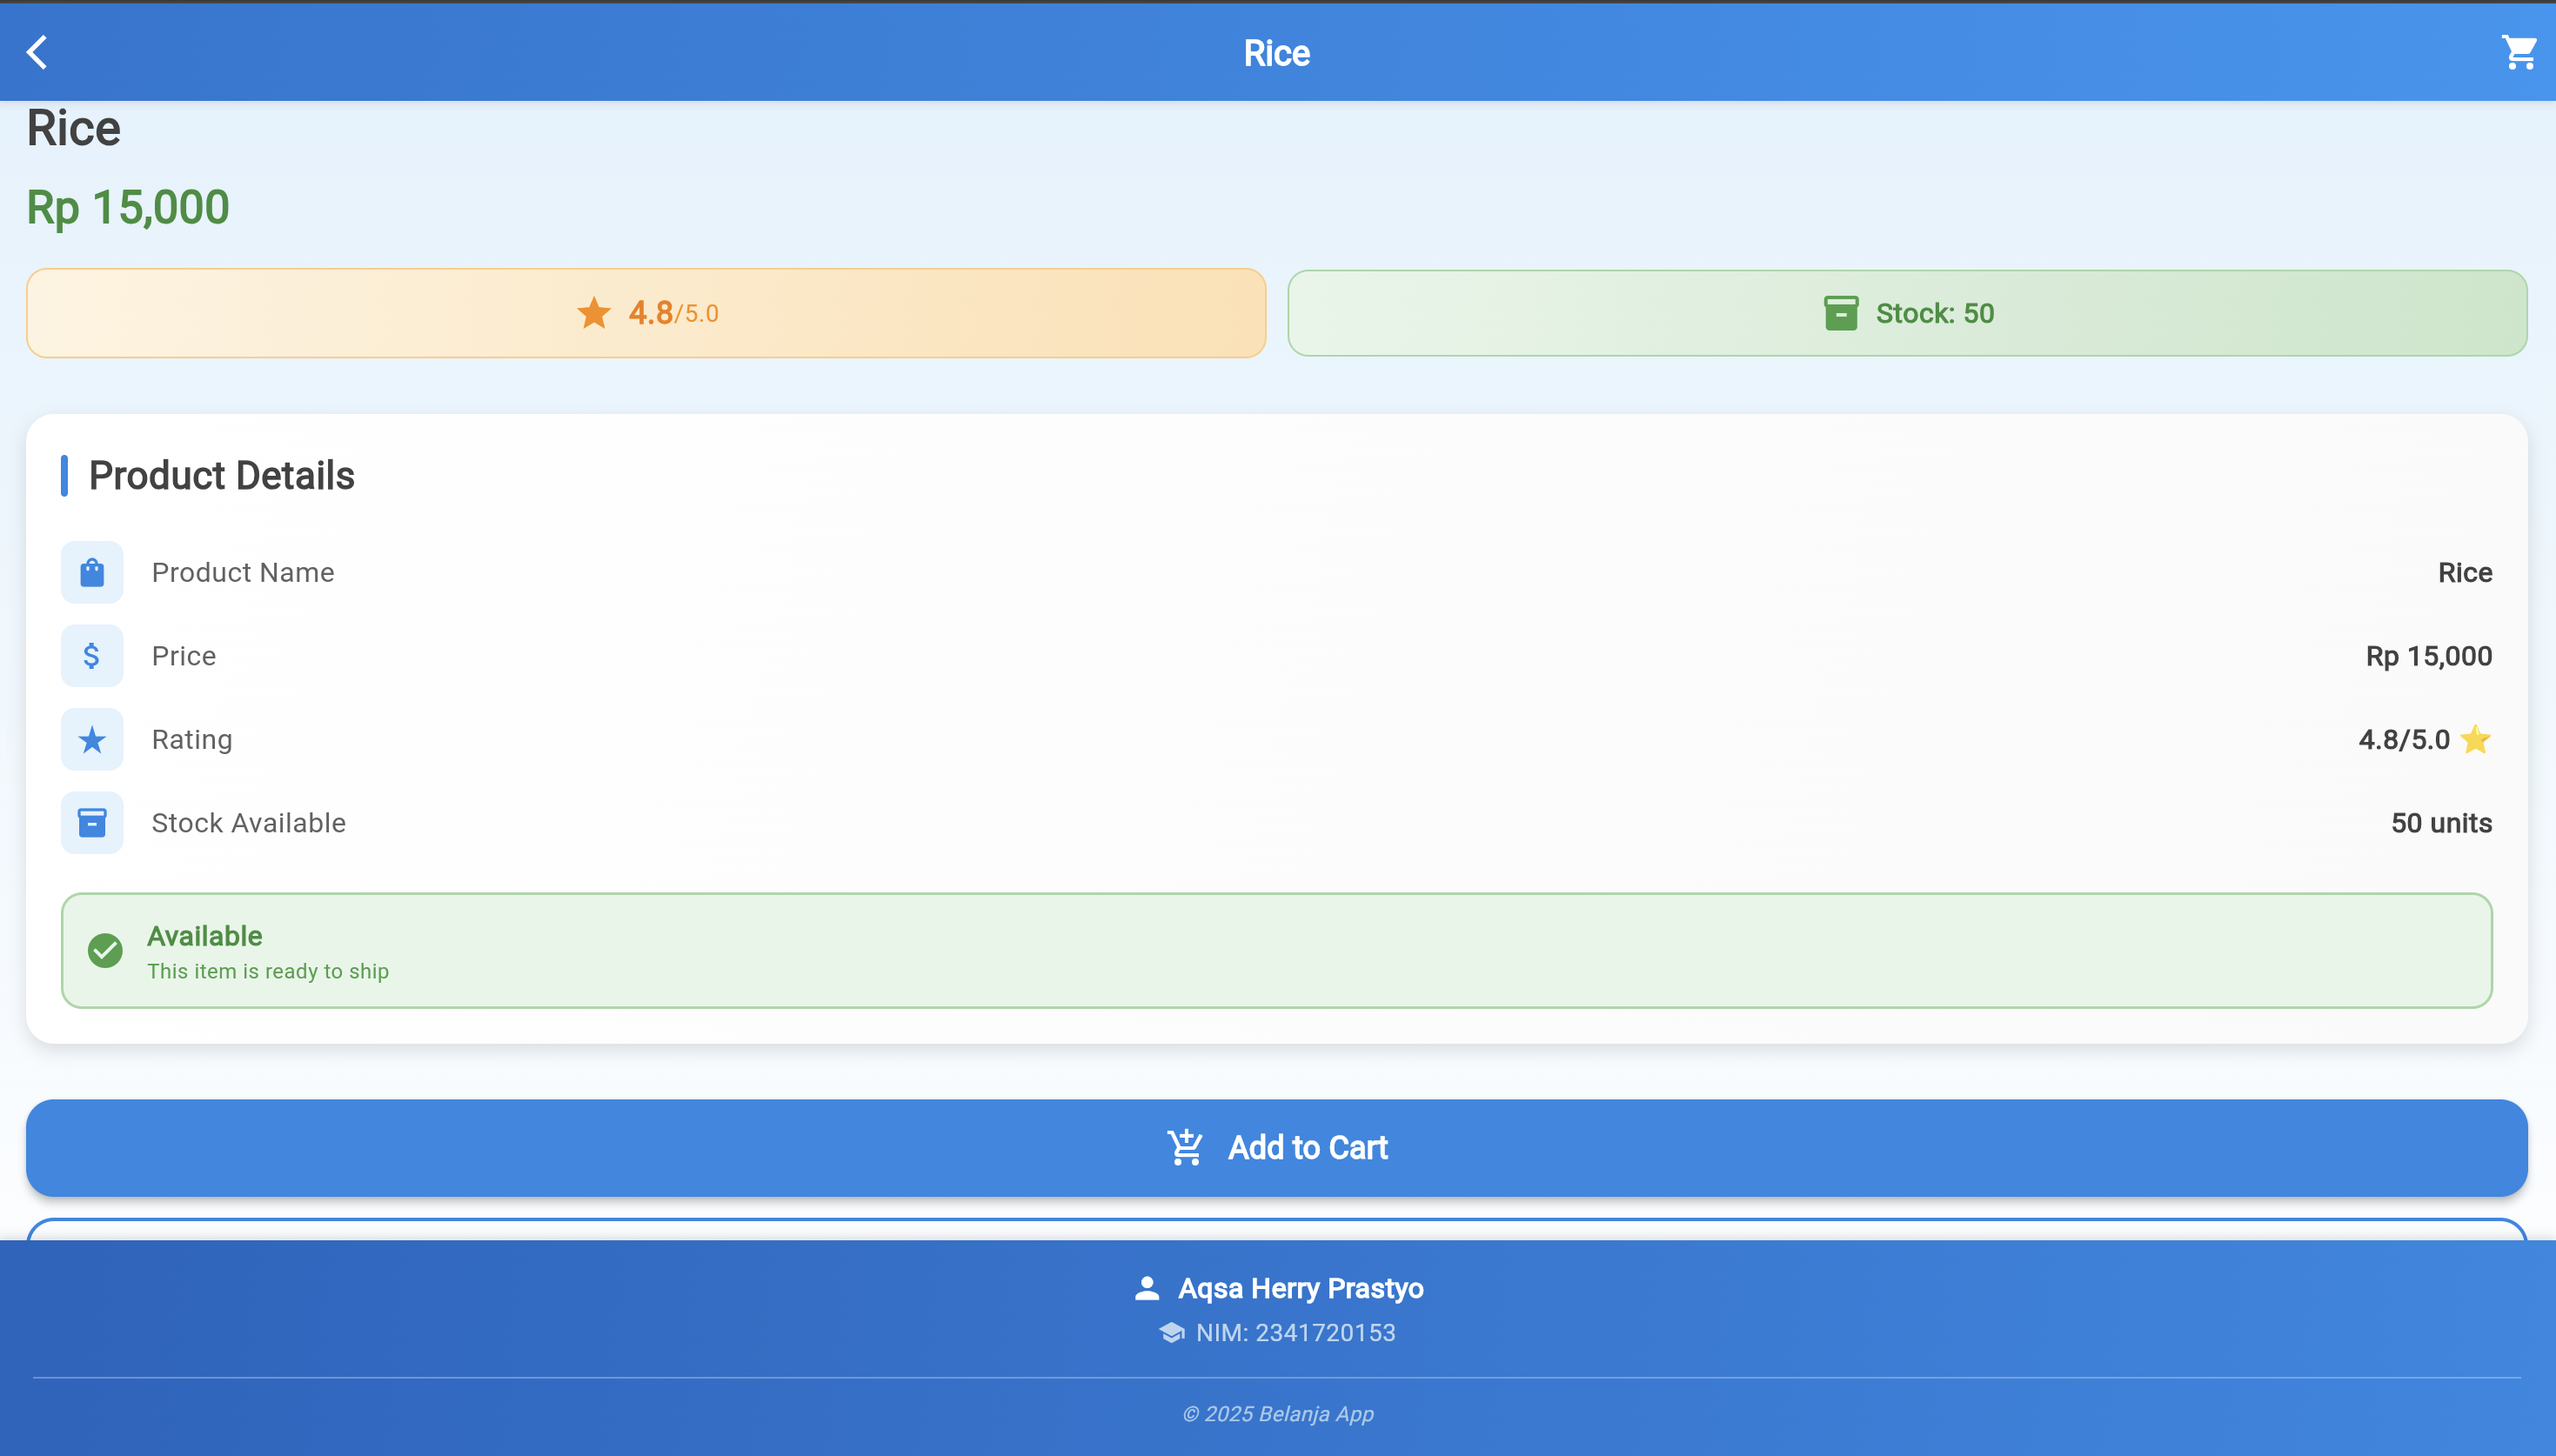 Rice
Rice
Rp 15,000
4.8/5.0
Stock: 50
Product Details
Product Name
Rice
Price
Rp 15,000
Rating
4.8/5.0 ⭐
Stock Available
50 units
Available
This item is ready to ship
Add to Cart
Aqsa Herry Prastyo
NIM: 2341720153
© 2025 Belanja App